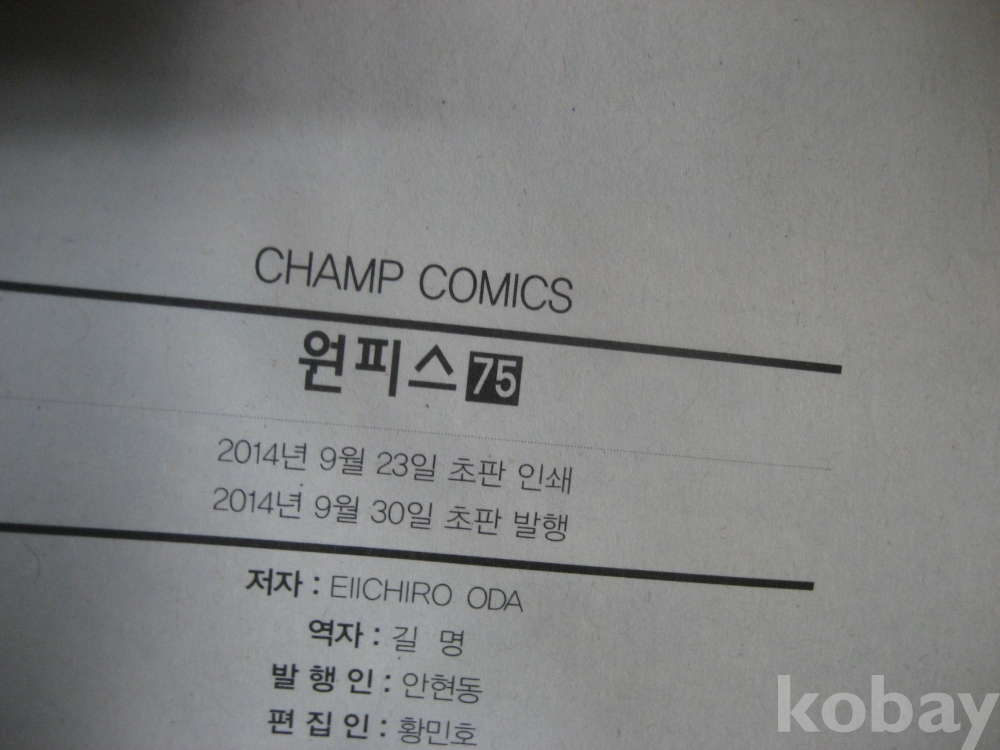 CHAMP COMICS
원피스 75
2014년 9월 23일 초판 인쇄
2014년 9월 30일 초판 발행
저자 : EIICHIRO ODA
역자 : 길 명
발 행 인 : 안현동
편 집 인 : 황민호
kobay